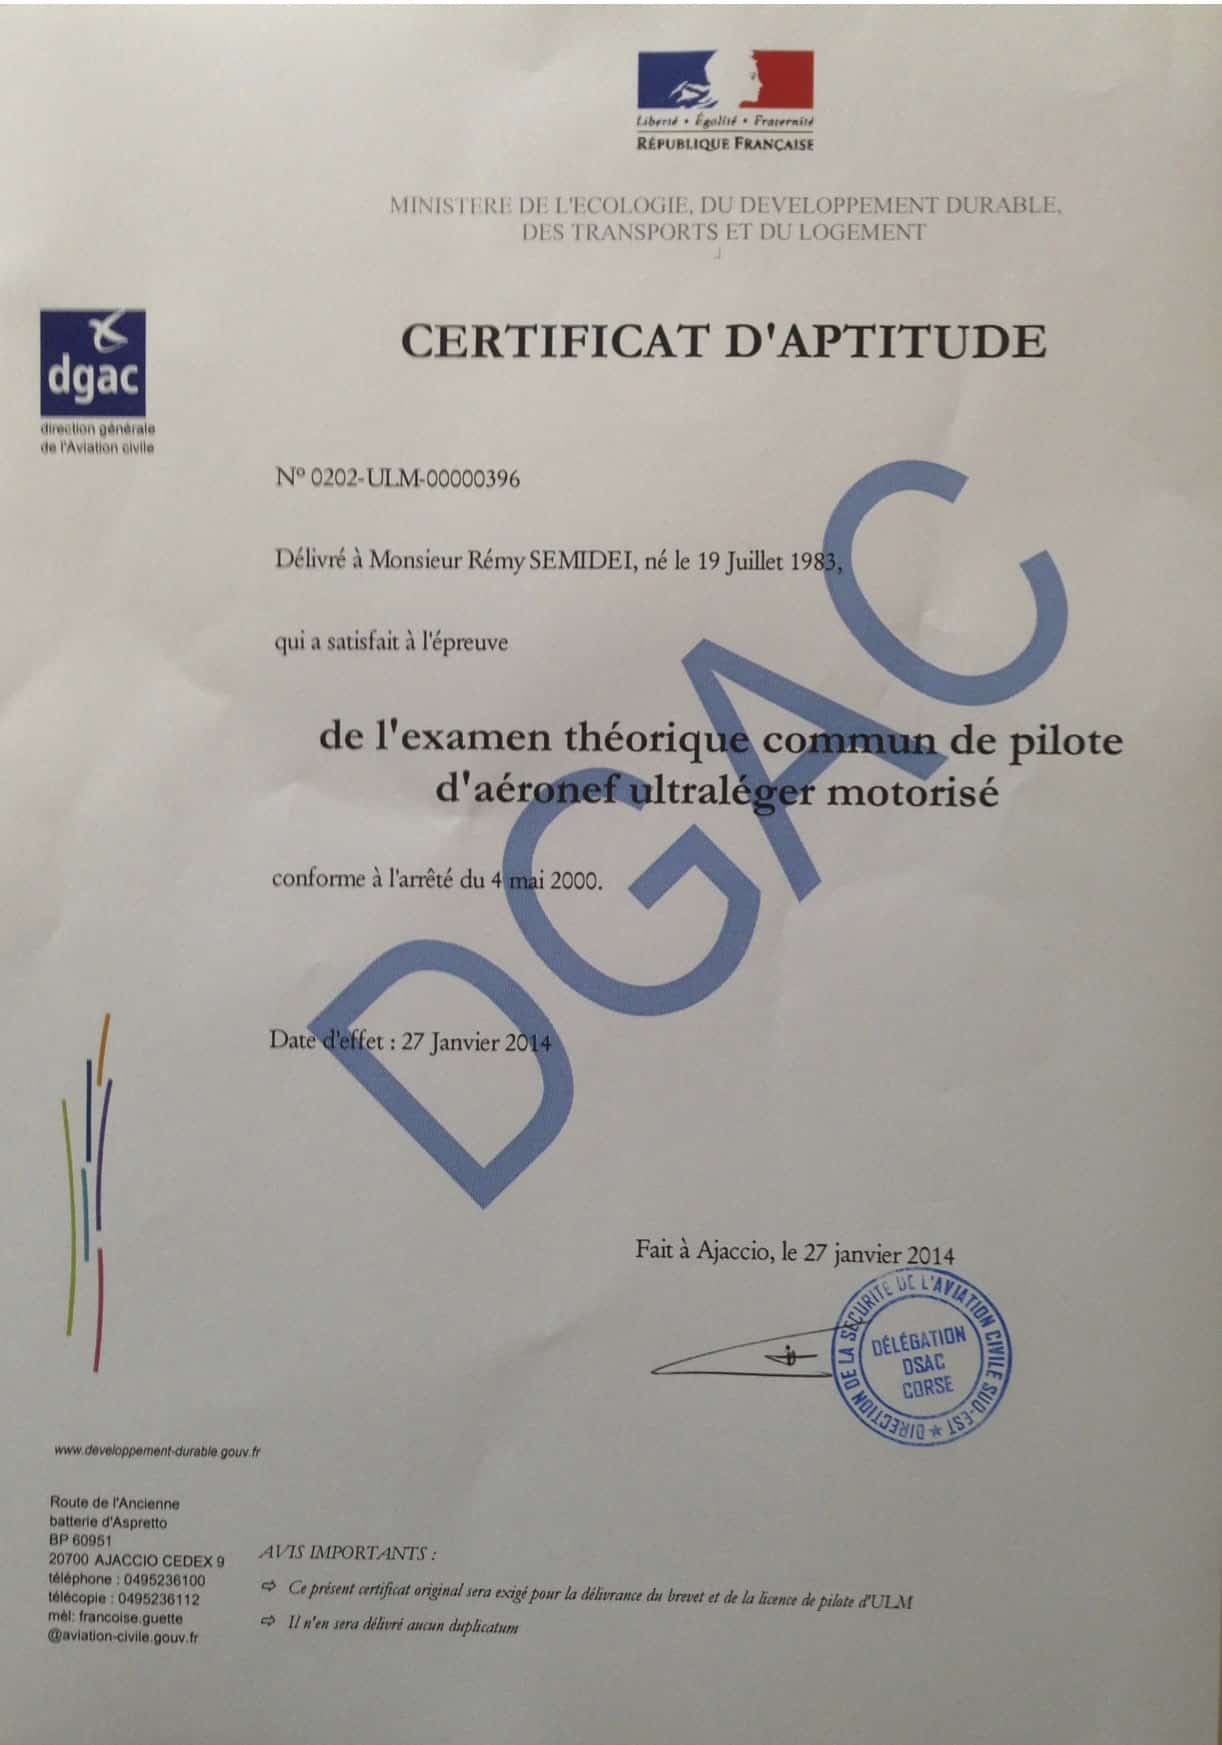 Liberté • Égalité • Fraternité
RÉPUBLIQUE FRANÇAISE
MINISTERE DE L'ECOLOGIE, DU DEVELOPPEMENT DURABLE,
DES TRANSPORTS ET DU LOGEMENT
dgac
direction générale
de l'Aviation civile
CERTIFICAT D'APTITUDE
Nº 0202-ULM-00000396
Délivré à Monsieur Rémy SEMIDEI, né le 19 Juillet 1983,
qui a satisfait à l'épreuve
de l'examen théorique commun de pilote
d'aéronef ultraléger motorisé
conforme à l'arrêté du 4 mai 2000.
DGAC
Date d'effet : 27 Janvier 2014
Fait à Ajaccio, le 27 janvier 2014
DIRECTION DE LA SÉCURITÉ DE L'AVIATION CIVILE SUD-EST ★
DÉLÉGATION
DSAC
CORSE
www.developpement-durable.gouv.fr
Route de l'Ancienne
batterie d'Aspretto
BP 60951
20700 AJACCIO CEDEX 9
téléphone : 0495236100
télécopie : 0495236112
mél: francoise.guette
@aviation-civile.gouv.fr
AVIS IMPORTANTS :
⇨ Ce présent certificat original sera exigé pour la délivrance du brevet et de la licence de pilote d'ULM
⇨ Il n'en sera délivré aucun duplicatum